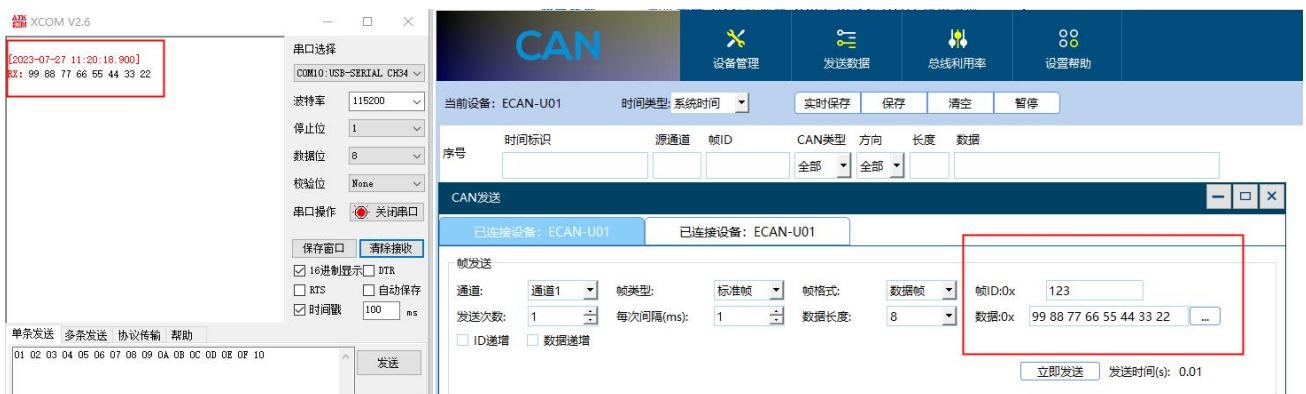 XCOM V2.6
[2023-07-27 11:20:18.900]
RX: 99 88 77 66 55 44 33 22
串口选择
COM10:USB-SERIAL CH34
波特率 115200
停止位 1
数据位 8
校验位 None
串口操作 关闭串口
保存窗口 清除接收
16进制显示 DTR
RTS 自动保存
时间戳 100 ms
单条发送 多条发送 协议传输 帮助
01 02 03 04 05 06 07 08 09 0A 0B 0C 0D 0E 0F 10
发送
CAN
设备管理 发送数据 总线利用率 设置帮助
当前设备: ECAN-U01 时间类型: 系统时间 实时保存 保存 清空 暂停
序号 时间标识 源通道 帧ID CAN类型 方向 长度 数据
全部 全部
CAN发送
已连接设备: ECAN-U01 已连接设备: ECAN-U01
帧发送
通道: 通道1 帧类型: 标准帧 帧格式: 数据帧 帧ID:0x 123
发送次数: 1 每次间隔(ms): 1 数据长度: 8 数据:0x 99 88 77 66 55 44 33 22 ...
ID递增 数据递增
立即发送 发送时间(s): 0.01